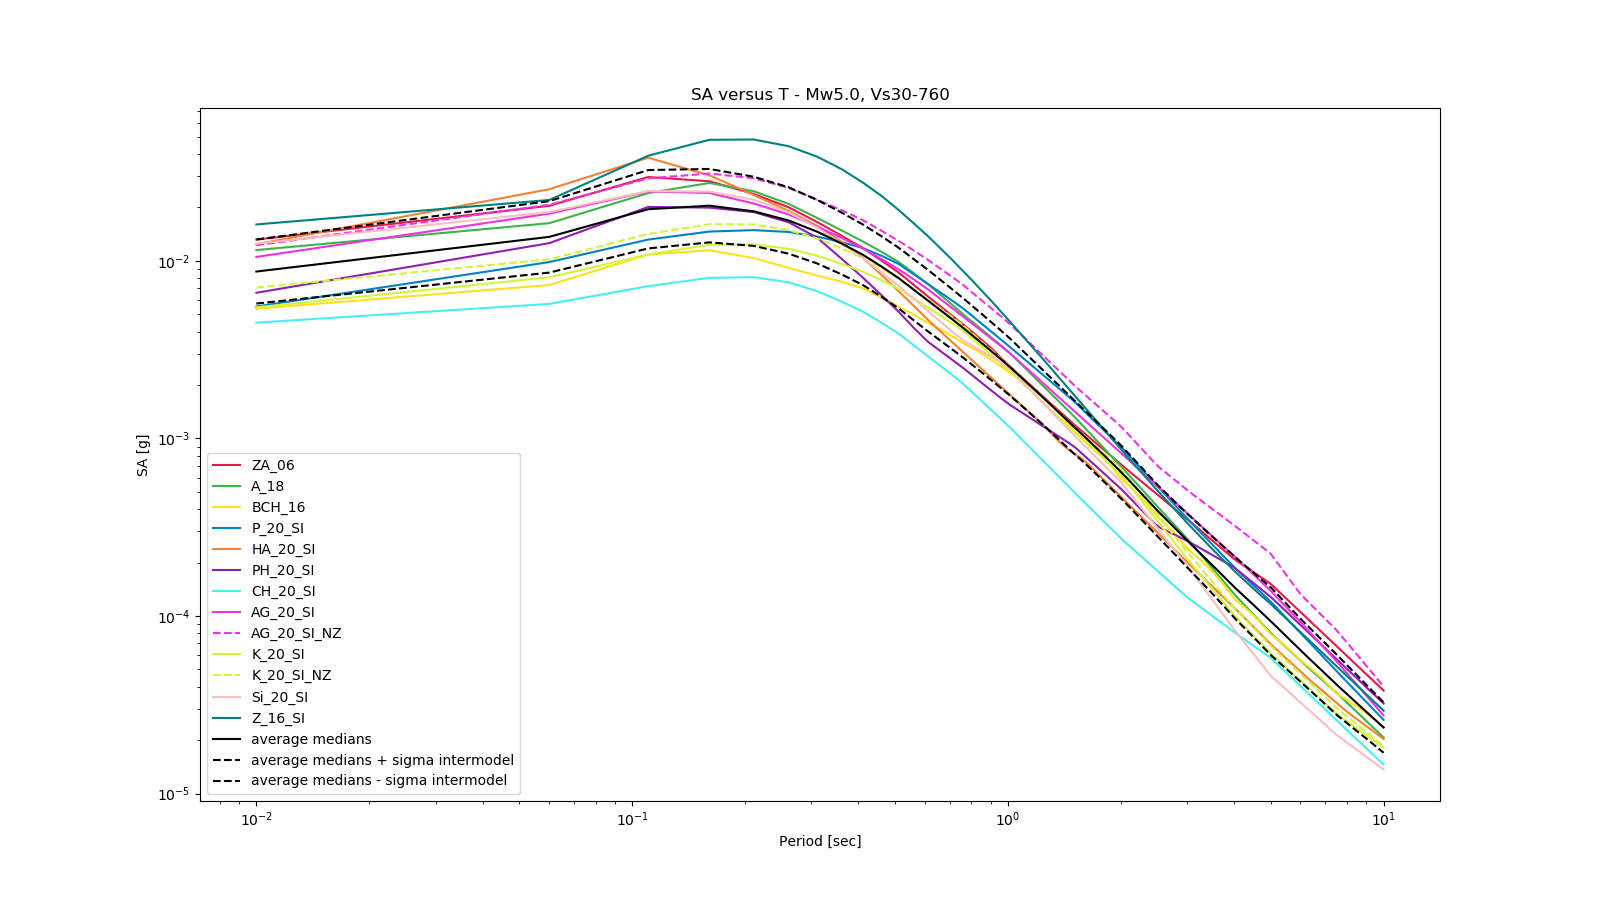 SA versus T - Mw5.0, Vs30-760
SA [g]
10⁻²
10⁻³
10⁻⁴
10⁻⁵
ZA_06
A_18
BCH_16
P_20_SI
HA_20_SI
PH_20_SI
CH_20_SI
AG_20_SI
AG_20_SI_NZ
K_20_SI
K_20_SI_NZ
Si_20_SI
Z_16_SI
average medians
average medians + sigma intermodel
average medians - sigma intermodel
10⁻² 10⁻¹ 10⁰ 10¹
Period [sec]